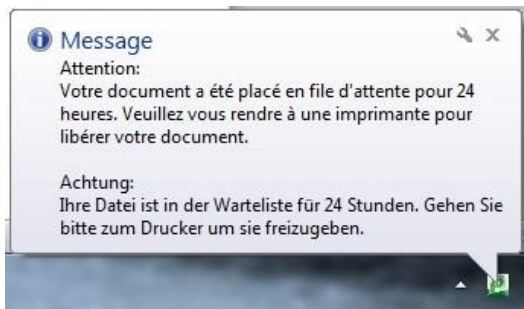 Message
Attention:
Votre document a été placé en file d'attente pour 24
heures. Veuillez vous rendre à une imprimante pour
libérer votre document.
Achtung:
Ihre Datei ist in der Warteliste für 24 Stunden. Gehen Sie
bitte zum Drucker um sie freizugeben.